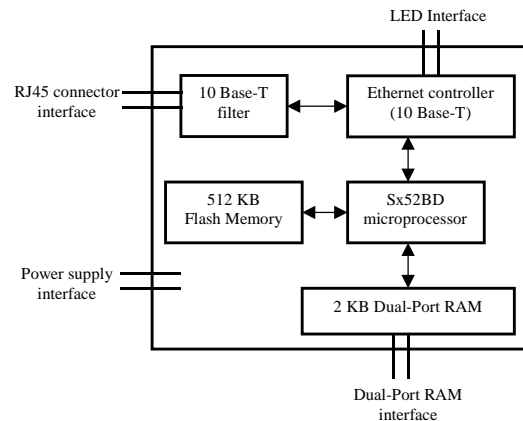 LED Interface
RJ45 connector
interface
10 Base-T
filter
Ethernet controller
(10 Base-T)
512 KB
Flash Memory
Sx52BD
microprocessor
Power supply
interface
2 KB Dual-Port RAM
Dual-Port RAM
interface